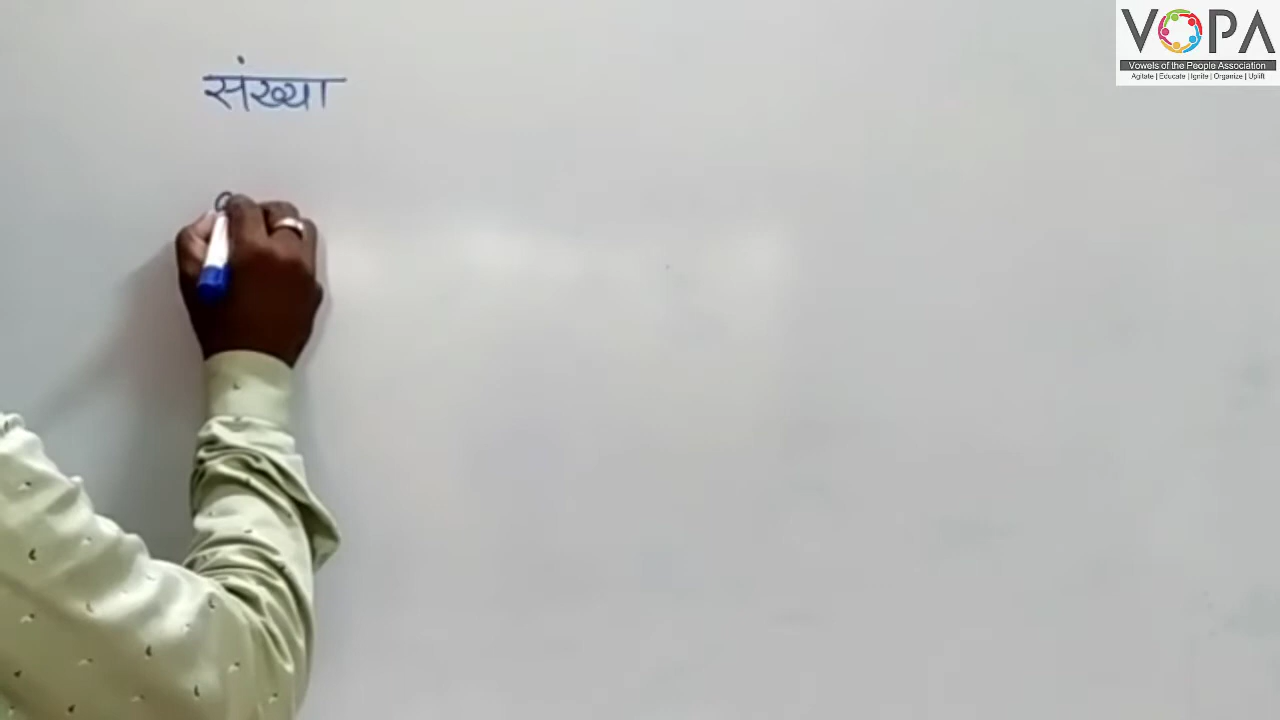 VOPA
Vowels of the People Association
Agitate | Educate | Ignite | Organize | Uplift
संख्या